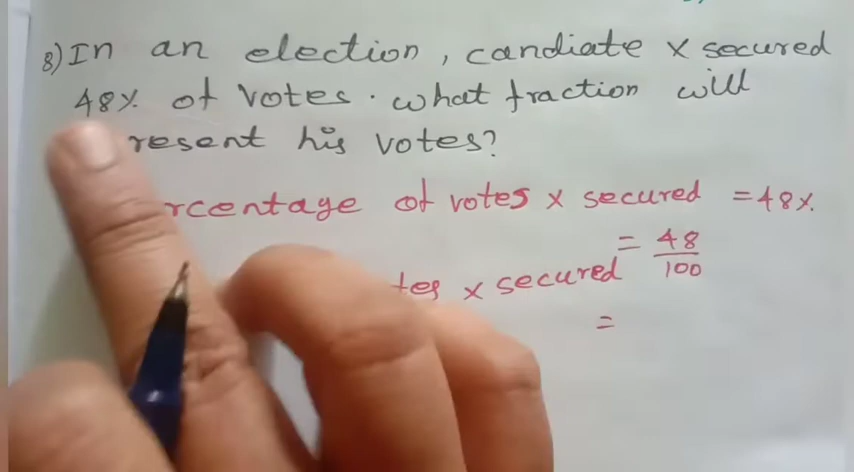 8) In an election, candiate x secured
48% of votes. what fraction will
resent his votes?
rcentage of votes x secured = 48%.
= 48/100
tes x secured
=